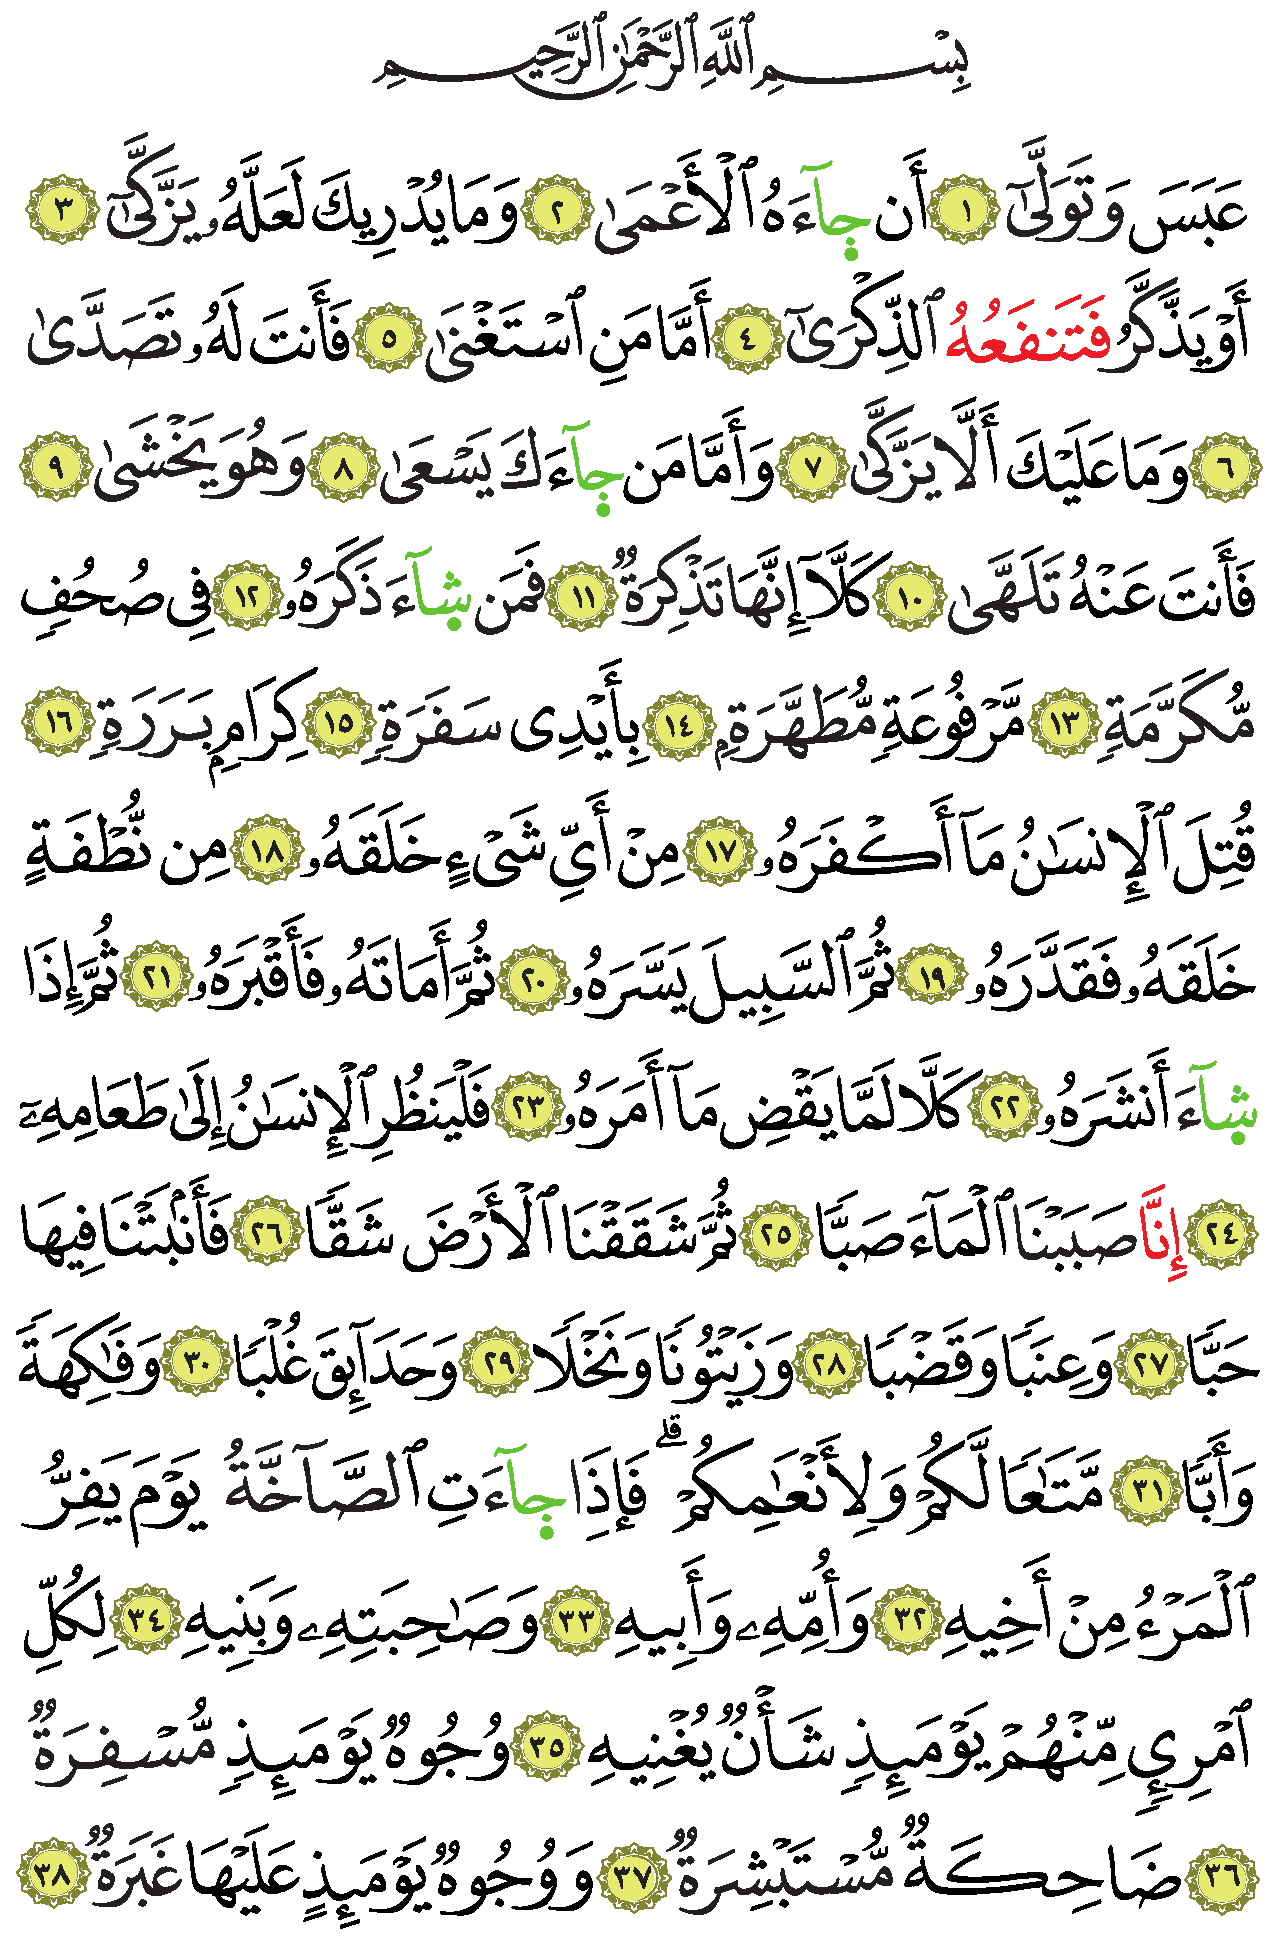 بِسْمِ ٱللَّهِ ٱلرَّحْمَٰنِ ٱلرَّحِيمِ
عَبَسَ وَتَوَلَّىٰٓ ١ أَن جِآءَهُ ٱلْأَعْمَىٰ ٢ وَمَا يُدْرِيكَ لَعَلَّهُۥ يَزَّكَّىٰٓ ٣
أَوْ يَذَّكَّرُ فَتَنفَعُهُ ٱلذِّكْرَىٰٓ ٤ أَمَّا مَنِ ٱسْتَغْنَىٰ ٥ فَأَنتَ لَهُۥ تَصَدَّىٰ
٦ وَمَا عَلَيْكَ أَلَّا يَزَّكَّىٰ ٧ وَأَمَّا مَن جِآءَكَ يَسْعَىٰ ٨ وَهُوَ يَخْشَىٰ ٩
فَأَنتَ عَنْهُ تَلَهَّىٰ ١٠ كَلَّآ إِنَّهَا تَذْكِرَةٌ ١١ فَمَن شِآءَ ذَكَرَهُۥ ١٢ فِى صُحُفٍ
مُّكَرَّمَةٍ ١٣ مَّرْفُوعَةٍ مُّطَهَّرَةٍۭ ١٤ بِأَيْدِى سَفَرَةٍ ١٥ كِرَامٍۭ بَرَرَةٍ ١٦
قُتِلَ ٱلْإِنسَٰنُ مَآ أَكْفَرَهُۥ ١٧ مِنْ أَىِّ شَىْءٍ خَلَقَهُۥ ١٨ مِن نُّطْفَةٍ
خَلَقَهُۥ فَقَدَّرَهُۥ ١٩ ثُمَّ ٱلسَّبِيلَ يَسَّرَهُۥ ٢٠ ثُمَّ أَمَاتَهُۥ فَأَقْبَرَهُۥ ٢١ ثُمَّ إِذَا
شِآءَ أَنشَرَهُۥ ٢٢ كَلَّا لَمَّا يَقْضِ مَآ أَمَرَهُۥ ٢٣ فَلْيَنظُرِ ٱلْإِنسَٰنُ إِلَىٰ طَعَامِهِۦٓ
٢٤ إِنَّا صَبَبْنَا ٱلْمَآءَ صَبًّا ٢٥ ثُمَّ شَقَقْنَا ٱلْأَرْضَ شَقًّا ٢٦ فَأَنۢبَتْنَا فِيهَا
حَبًّا ٢٧ وَعِنَبًا وَقَضْبًا ٢٨ وَزَيْتُونًا وَنَخْلًا ٢٩ وَحَدَآئِقَ غُلْبًا ٣٠ وَفَٰكِهَةً
وَأَبًّا ٣١ مَّتَٰعًا لَّكُمْ وَلِأَنْعَٰمِكُمْ ۗ فَإِذَا جِآءَتِ ٱلصَّآخَّةُ يَوْمَ يَفِرُّ
ٱلْمَرْءُ مِنْ أَخِيهِ ٣٢ وَأُمِّهِۦ وَأَبِيهِ ٣٣ وَصَٰحِبَتِهِۦ وَبَنِيهِ ٣٤ لِكُلِّ
ٱمْرِئٍ مِّنْهُمْ يَوْمَئِذٍ شَأْنٌ يُغْنِيهِ ٣٥ وُجُوهٌ يَوْمَئِذٍ مُّسْفِرَةٌ
٣٦ ضَاحِكَةٌ مُّسْتَبْشِرَةٌ ٣٧ وَوُجُوهٌ يَوْمَئِذٍ عَلَيْهَا غَبَرَةٌ ٣٨